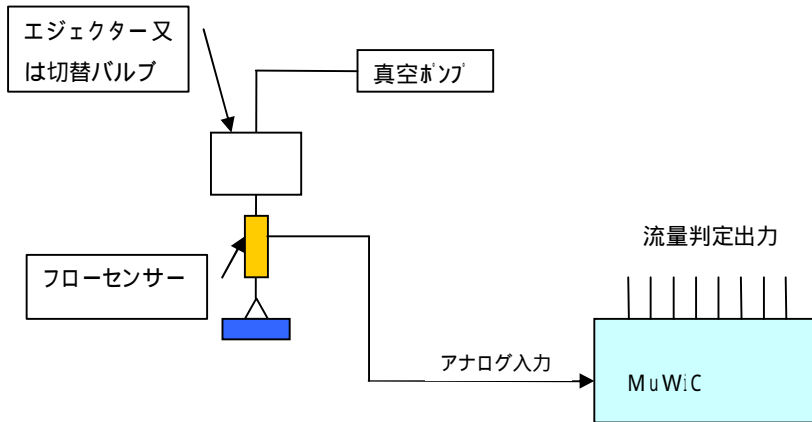 エジェクター又
は切替バルブ
真空ﾎﾟﾝﾌﾟ
流量判定出力
フローセンサー
アナログ入力
MuWiC